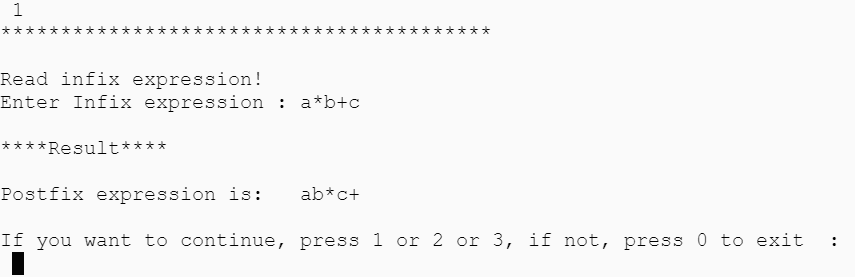 1
*****************************************
Read infix expression!
Enter Infix expression : a*b+c
****Result****
Postfix expression is:   ab*c+
If you want to continue, press 1 or 2 or 3, if not, press 0 to exit  :